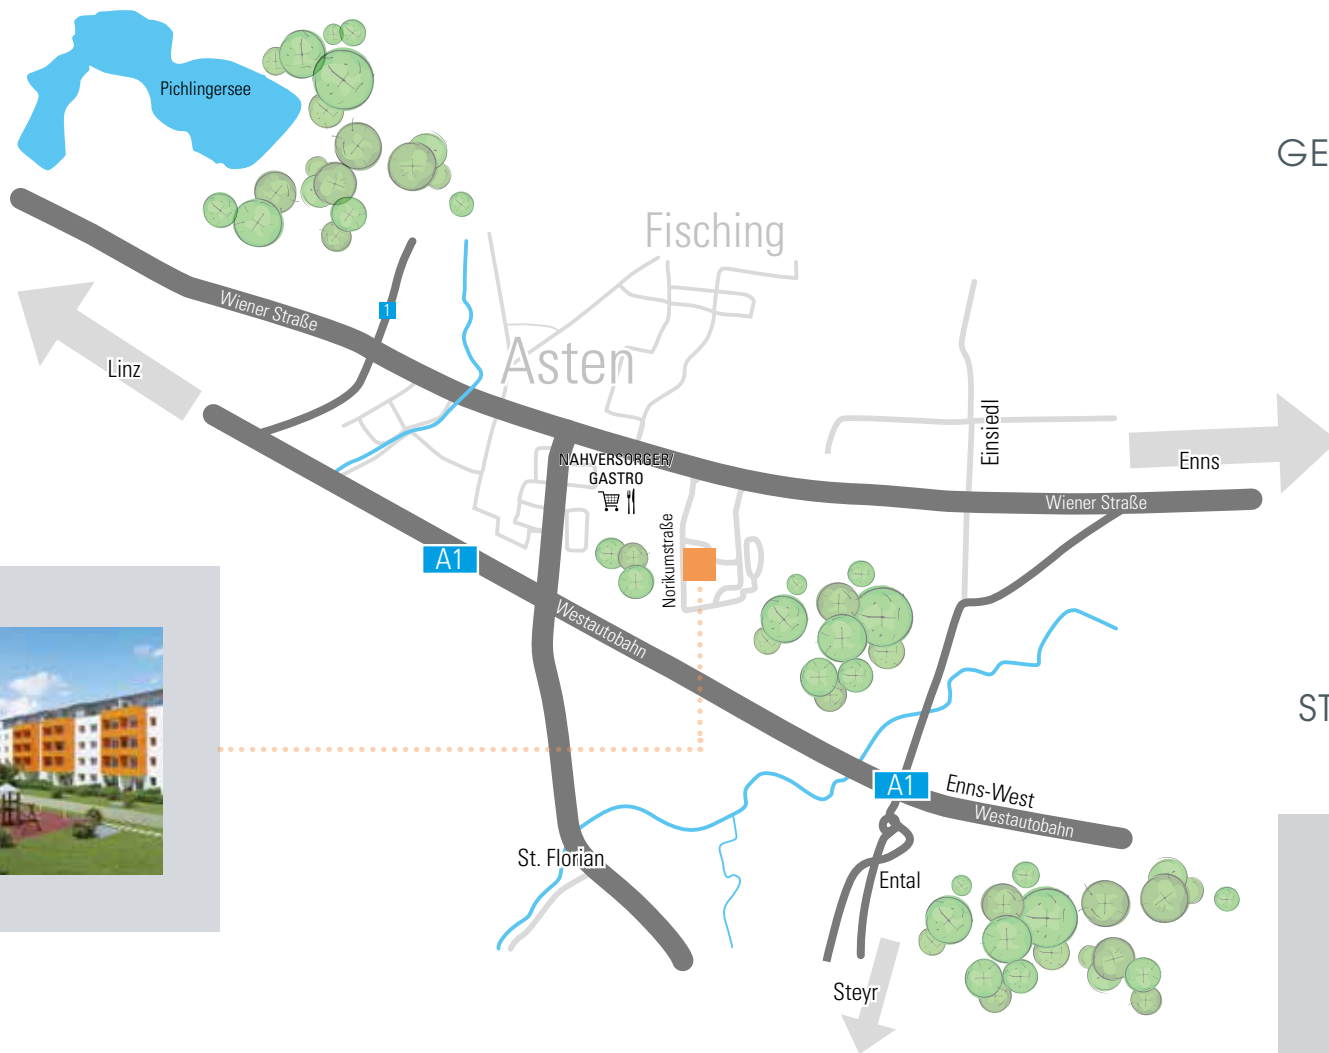 Pichlingersee
GE
Fisching
Wiener Straße
1
Asten
Linz
Einsiedl
Enns
NAHVERSORGER/
GASTRO
Wiener Straße
Norikumstraße
A1
Westautobahn
ST
A1
Enns-West
Westautobahn
St. Florian
Ental
Steyr